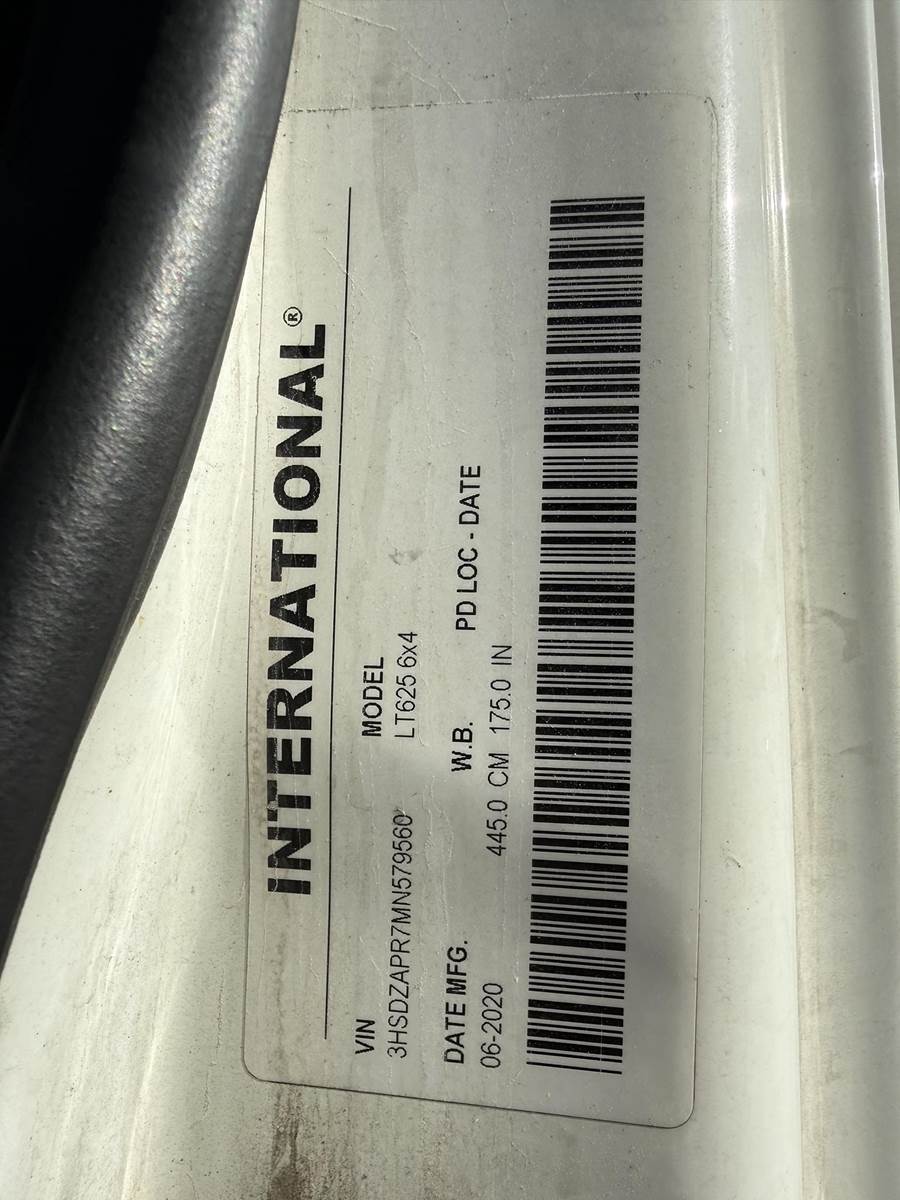 INTERNATIONAL®
VIN MODEL
3HSDZAPR7MN579560 LT625 6x4
DATE MFG. W.B. PD LOC - DATE
06-2020 445.0 CM 175.0 IN